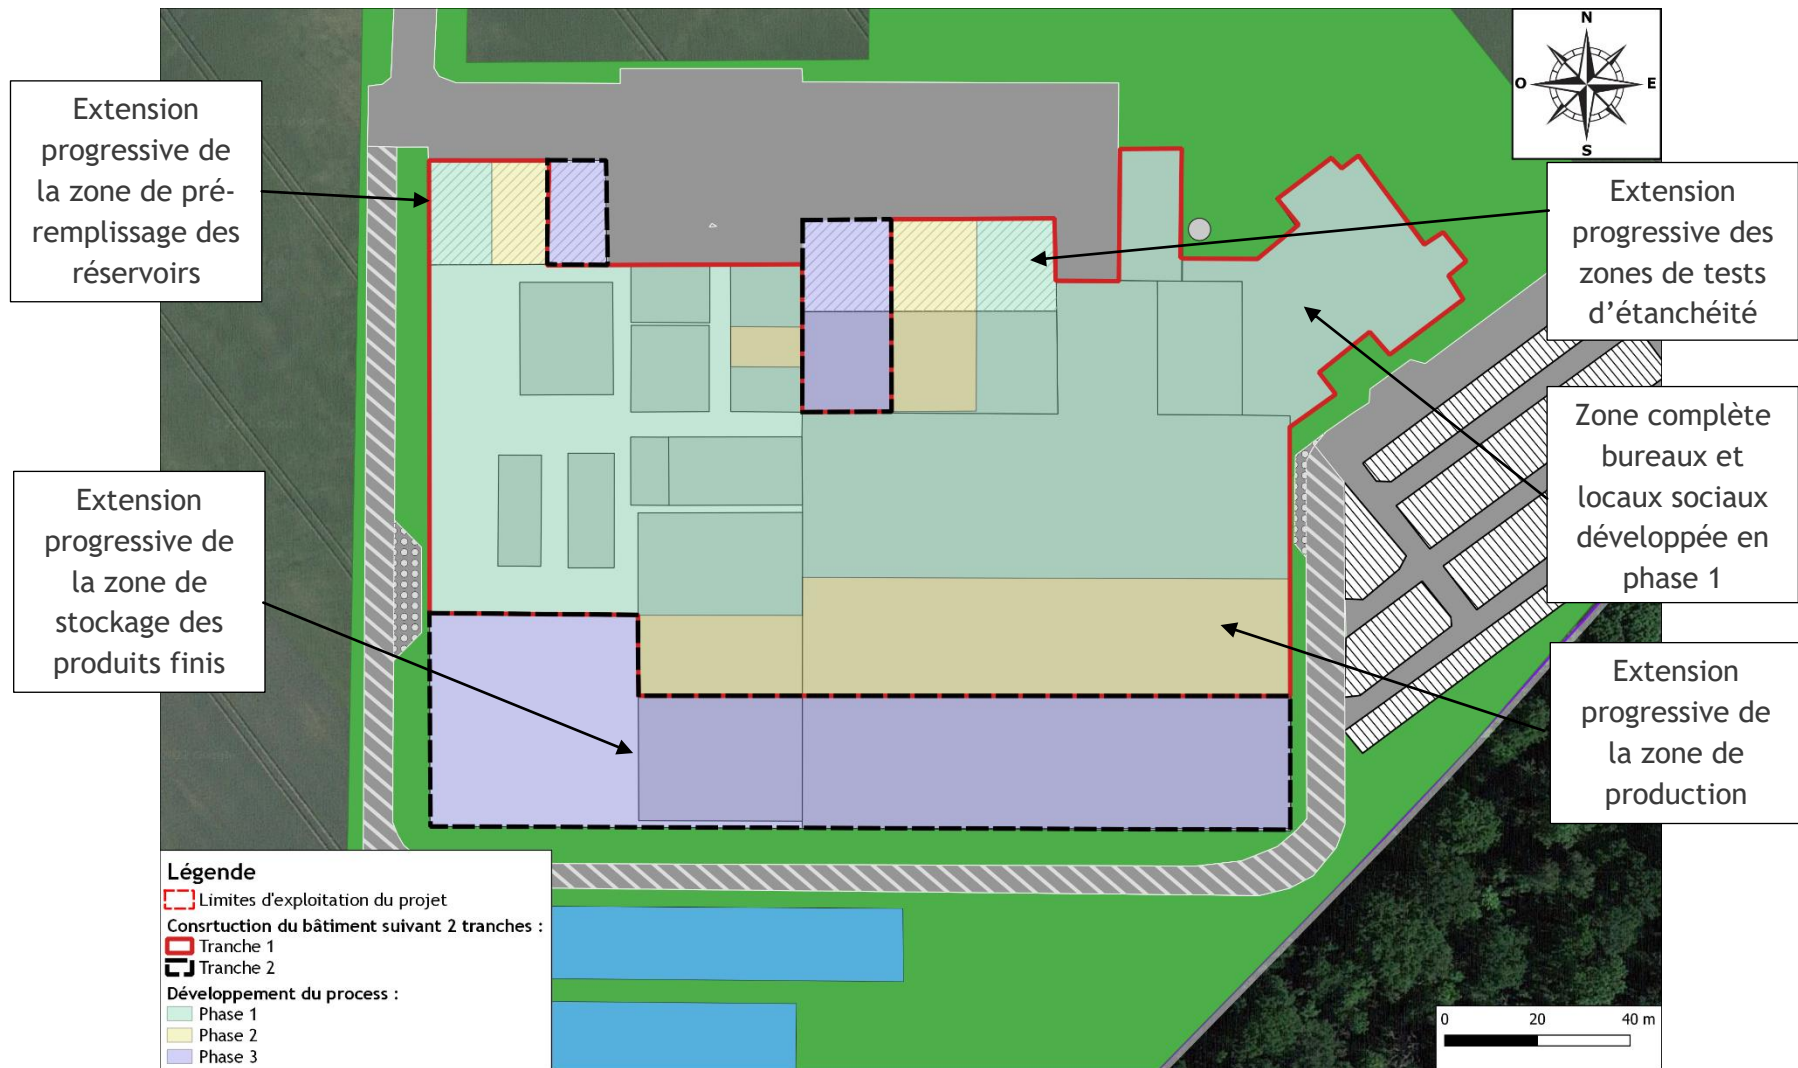 N
O
E
S
Extension
progressive de
la zone de pré-
remplissage des
réservoirs
Extension
progressive des
zones de tests
d’étanchéité
Zone complète
bureaux et
locaux sociaux
développée en
phase 1
Extension
progressive de
la zone de
stockage des
produits finis
Extension
progressive de
la zone de
production
Légende
Limites d'exploitation du projet
Consrtuction du bâtiment suivant 2 tranches :
Tranche 1
Tranche 2
Développement du process :
Phase 1
Phase 2
Phase 3
0 20 40 m